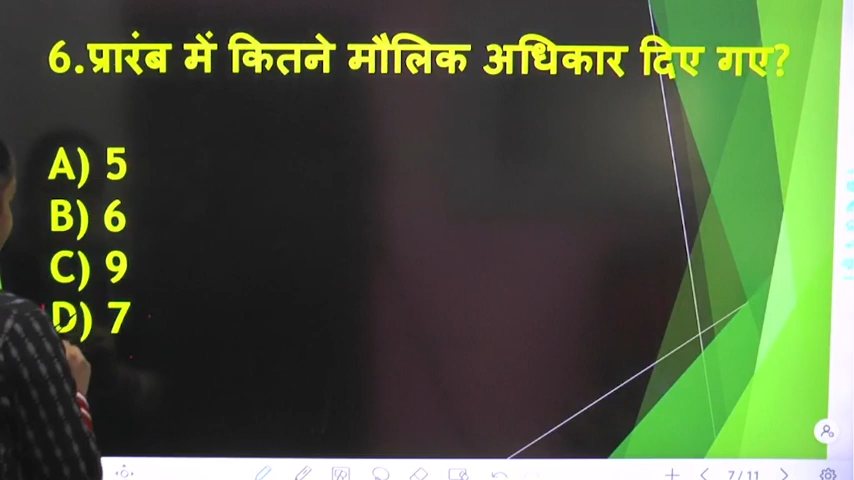 6.प्रारंब में कितने मौलिक अधिकार दिए गए?
A) 5
B) 6
C) 9
D) 7
7/11